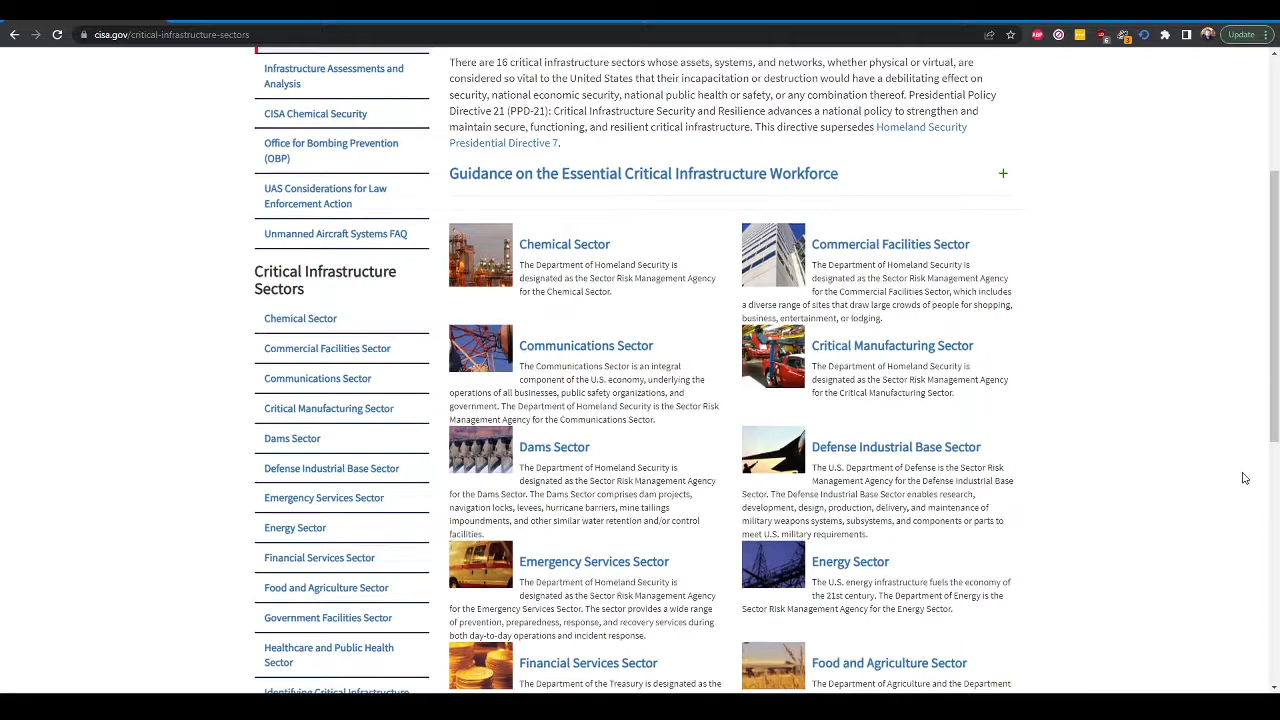 cisa.gov/critical-infrastructure-sectors
ABP
6
3
Update
Infrastructure Assessments and
Analysis
CISA Chemical Security
Office for Bombing Prevention
(OBP)
UAS Considerations for Law
Enforcement Action
Unmanned Aircraft Systems FAQ
Critical Infrastructure
Sectors
Chemical Sector
Commercial Facilities Sector
Communications Sector
Critical Manufacturing Sector
Dams Sector
Defense Industrial Base Sector
Emergency Services Sector
Energy Sector
Financial Services Sector
Food and Agriculture Sector
Government Facilities Sector
Healthcare and Public Health
Sector
Identifying Critical Infrastructure
There are 16 critical infrastructure sectors whose assets, systems, and networks, whether physical or virtual, are
considered so vital to the United States that their incapacitation or destruction would have a debilitating effect on
security, national economic security, national public health or safety, or any combination thereof. Presidential Policy
Directive 21 (PPD-21): Critical Infrastructure Security and Resilience advances a national policy to strengthen and
maintain secure, functioning, and resilient critical infrastructure. This directive supersedes Homeland Security
Presidential Directive 7.
Guidance on the Essential Critical Infrastructure Workforce
+
Chemical Sector
The Department of Homeland Security is
designated as the Sector Risk Management Agency
for the Chemical Sector.
Commercial Facilities Sector
The Department of Homeland Security is
designated as the Sector Risk Management Agency
for the Commercial Facilities Sector, which includes
a diverse range of sites that draw large crowds of people for shopping,
business, entertainment, or lodging.
Communications Sector
The Communications Sector is an integral
component of the U.S. economy, underlying the
operations of all businesses, public safety organizations, and
government. The Department of Homeland Security is the Sector Risk
Management Agency for the Communications Sector.
Critical Manufacturing Sector
The Department of Homeland Security is
designated as the Sector Risk Management Agency
for the Critical Manufacturing Sector.
Dams Sector
The Department of Homeland Security is
designated as the Sector Risk Management Agency
for the Dams Sector. The Dams Sector comprises dam projects,
navigation locks, levees, hurricane barriers, mine tailings
impoundments, and other similar water retention and/or control
facilities.
Defense Industrial Base Sector
The U.S. Department of Defense is the Sector Risk
Management Agency for the Defense Industrial Base
Sector. The Defense Industrial Base Sector enables research,
development, design, production, delivery, and maintenance of
military weapons systems, subsystems, and components or parts to
meet U.S. military requirements.
Emergency Services Sector
The Department of Homeland Security is
designated as the Sector Risk Management Agency
for the Emergency Services Sector. The sector provides a wide range
of prevention, preparedness, response, and recovery services during
both day-to-day operations and incident response.
Energy Sector
The U.S. energy infrastructure fuels the economy of
the 21st century. The Department of Energy is the
Sector Risk Management Agency for the Energy Sector.
Financial Services Sector
The Department of the Treasury is designated as the
Food and Agriculture Sector
The Department of Agriculture and the Department